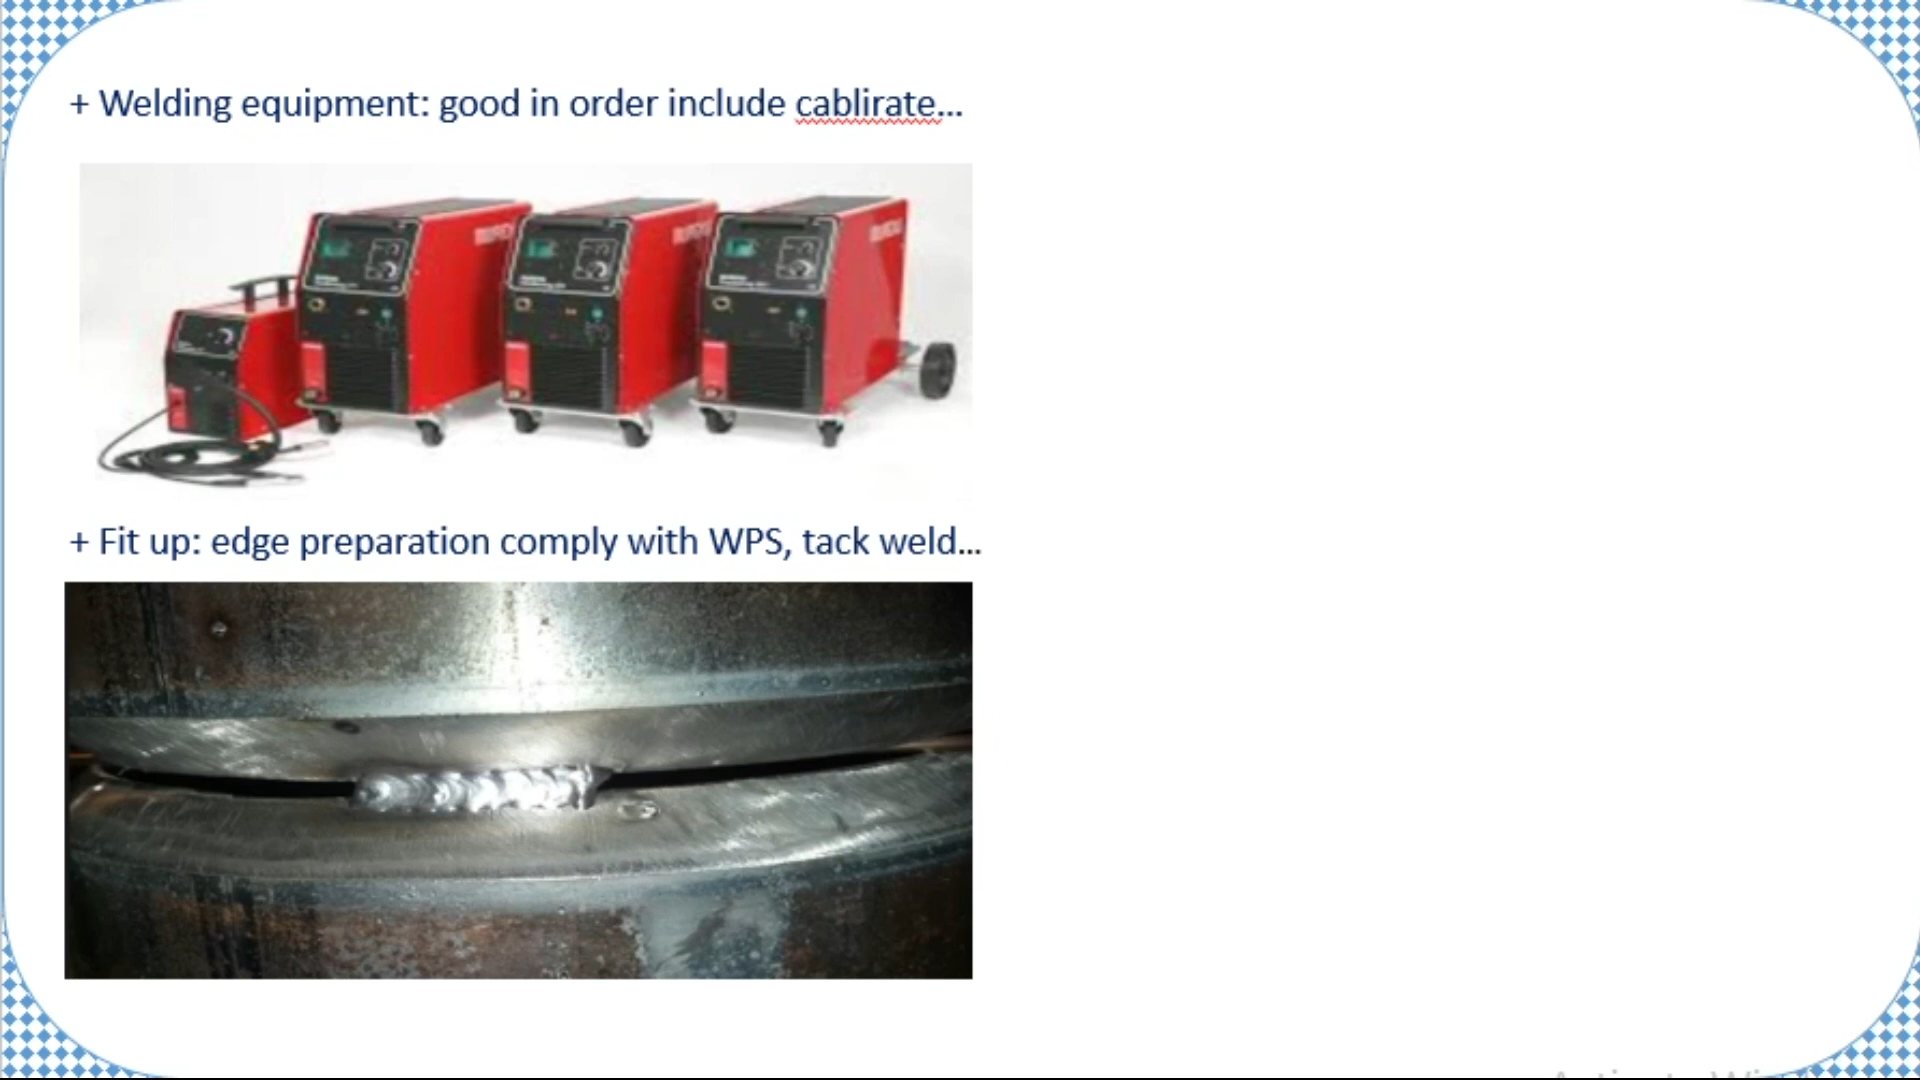 + Welding equipment: good in order include cablirate...
+ Fit up: edge preparation comply with WPS, tack weld...